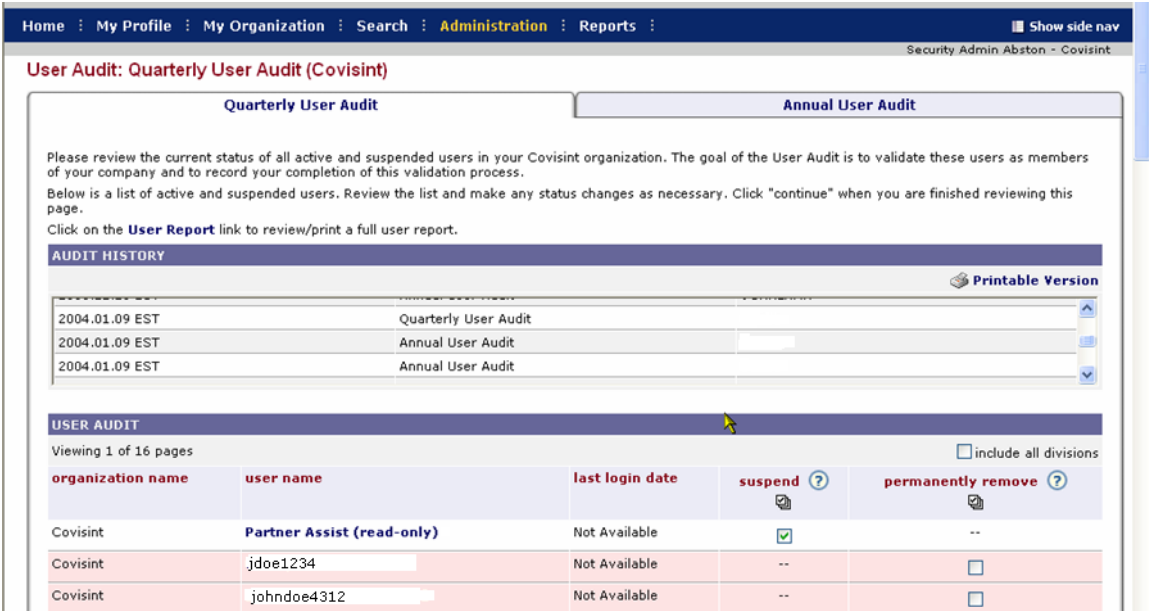 Home : My Profile : My Organization : Search : Administration : Reports : Show side nav
Security Admin Abston - Covisint
User Audit: Quarterly User Audit (Covisint)
Quarterly User Audit Annual User Audit
Please review the current status of all active and suspended users in your Covisint organization. The goal of the User Audit is to validate these users as members
of your company and to record your completion of this validation process.
Below is a list of active and suspended users. Review the list and make any status changes as necessary. Click "continue" when you are finished reviewing this
page.
Click on the User Report link to review/print a full user report.
AUDIT HISTORY
Printable Version
2004.01.09 EST Quarterly User Audit
2004.01.09 EST Annual User Audit
2004.01.09 EST Annual User Audit
USER AUDIT
Viewing 1 of 16 pages include all divisions
organization name user name last login date suspend ? permanently remove ?
Covisint Partner Assist (read-only) Not Available --
Covisint jdoe1234 Not Available --
Covisint johndoe4312 Not Available --